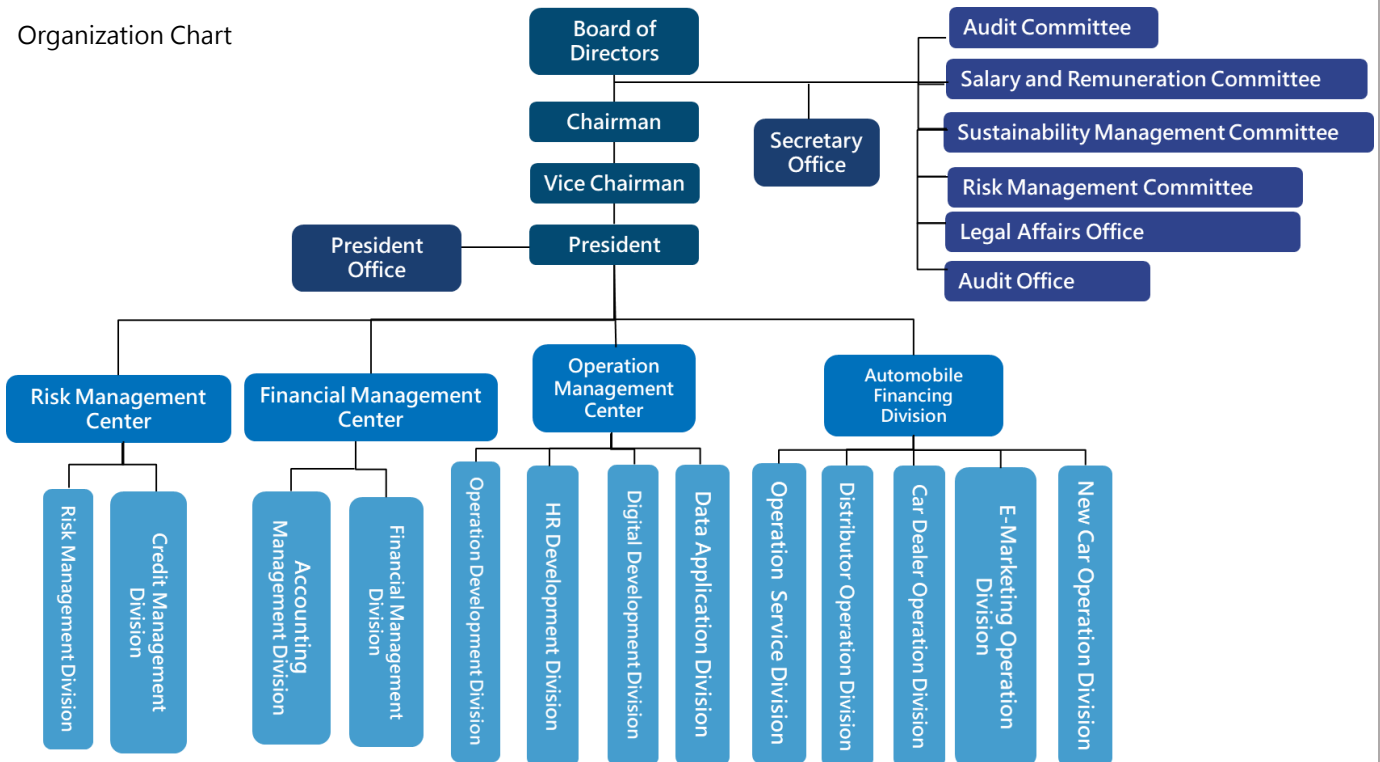 Organization Chart
Board of
Directors
Audit Committee
Salary and Remuneration Committee
Chairman
Secretary
Office
Sustainability Management Committee
Vice Chairman
Risk Management Committee
President
Office
President
Legal Affairs Office
Audit Office
Risk Management
Center
Financial Management
Center
Operation
Management
Center
Automobile
Financing
Division
Risk Management Division
Credit Management
Division
Accounting
Management Division
Financial Management
Division
Operation Development Division
HR Development Division
Digital Development Division
Data Application Division
Operation Service Division
Distributor Operation Division
Car Dealer Operation Division
E-Marketing Operation
Division
New Car Operation Division